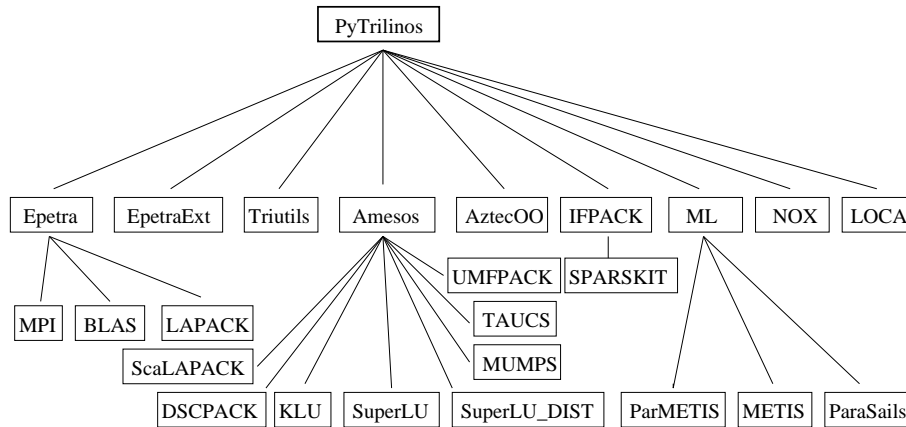 PyTrilinos
Epetra
EpetraExt
Triutils
Amesos
AztecOO
IFPACK
ML
NOX
LOCA
UMFPACK
SPARSKIT
MPI
BLAS
LAPACK
TAUCS
ScaLAPACK
MUMPS
DSCPACK
KLU
SuperLU
SuperLU_DIST
ParMETIS
METIS
ParaSails